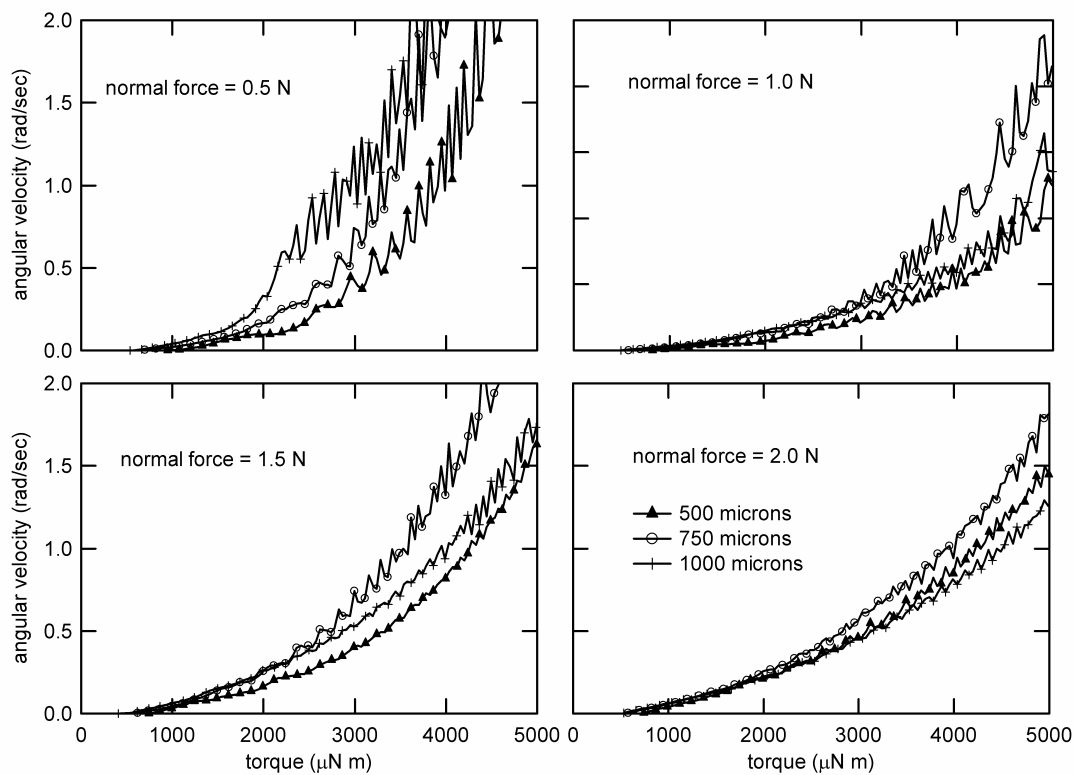 2.0
1.5
1.0
0.5
0.0
angular velocity (rad/sec)
normal force = 0.5 N
normal force = 1.0 N
2.0
1.5
1.0
0.5
0.0
angular velocity (rad/sec)
normal force = 1.5 N
normal force = 2.0 N
500 microns
750 microns
1000 microns
0 1000 2000 3000 4000 5000
0 1000 2000 3000 4000 5000
torque (μN m)
torque (μN m)